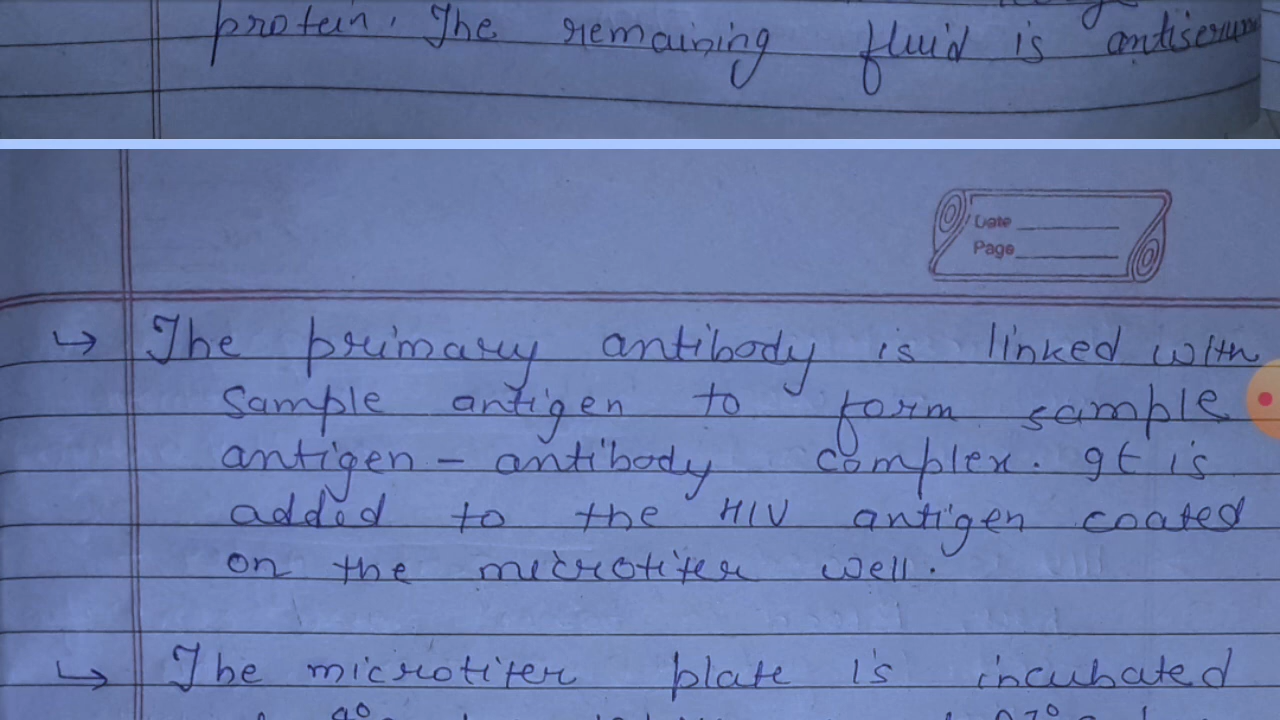 protein. The remaining fluid is antiserum
Date
Page
↳ The primary antibody is linked with
sample antigen to form sample
antigen - antibody complex. It is
added to the HIV antigen coated
on the microtiter well.
↳ The microtiter plate is incubated